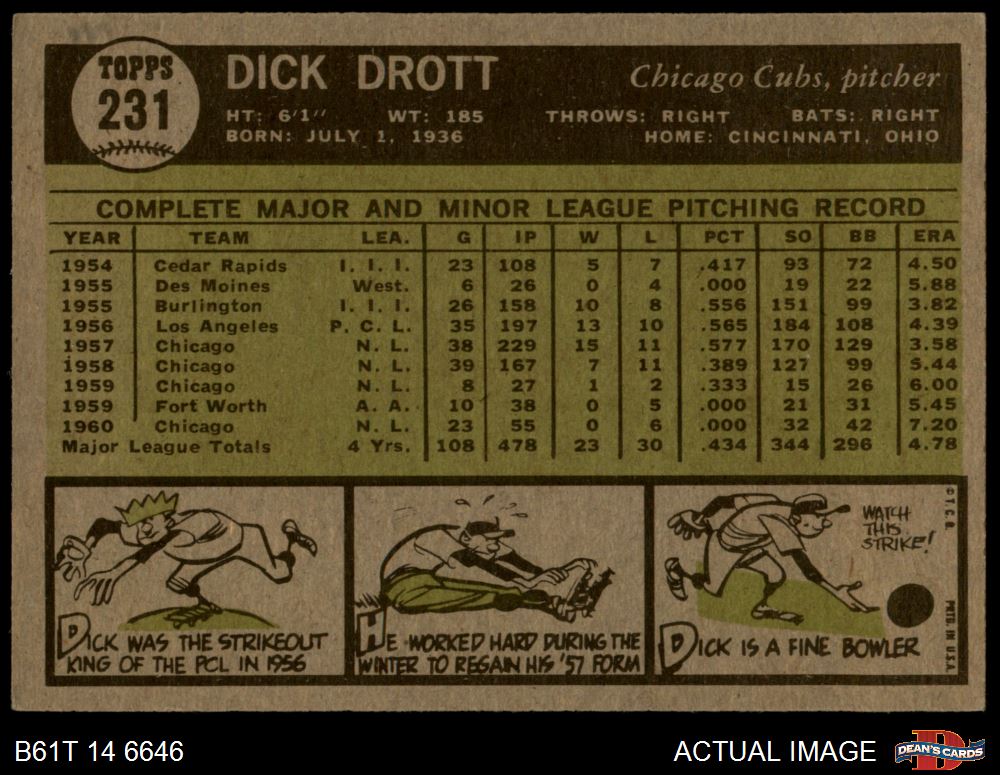 TOPPS
231
DICK DROTT
Chicago Cubs, pitcher
HT: 6'1" WT: 185 THROWS: RIGHT BATS: RIGHT
BORN: JULY 1, 1936 HOME: CINCINNATI, OHIO
COMPLETE MAJOR AND MINOR LEAGUE PITCHING RECORD
YEAR TEAM LEA. G IP W L PCT SO BB ERA
1954 Cedar Rapids I. I. I. 23 108 5 7 .417 93 72 4.50
1955 Des Moines West. 6 26 0 4 .000 19 22 5.88
1955 Burlington I. I. I. 26 158 10 8 .556 151 99 3.82
1956 Los Angeles P. C. L. 35 197 13 10 .565 184 108 4.39
1957 Chicago N. L. 38 229 15 11 .577 170 129 3.58
1958 Chicago N. L. 39 167 7 11 .389 127 99 5.44
1959 Chicago N. L. 8 27 1 2 .333 15 26 6.00
1959 Fort Worth A. A. 10 38 0 5 .000 21 31 5.45
1960 Chicago N. L. 23 55 0 6 .000 32 42 7.20
Major League Totals 4 Yrs. 108 478 23 30 .434 344 296 4.78
DICK WAS THE STRIKEOUT
KING OF THE PCL IN 1956
HE WORKED HARD DURING THE
WINTER TO REGAIN HIS '57 FORM
WATCH
THIS
STRIKE!
DICK IS A FINE BOWLER
© T. C. G.
PRTD. IN U.S.A.
B61T 14 6646
ACTUAL IMAGE
D
DEAN'S CARDS